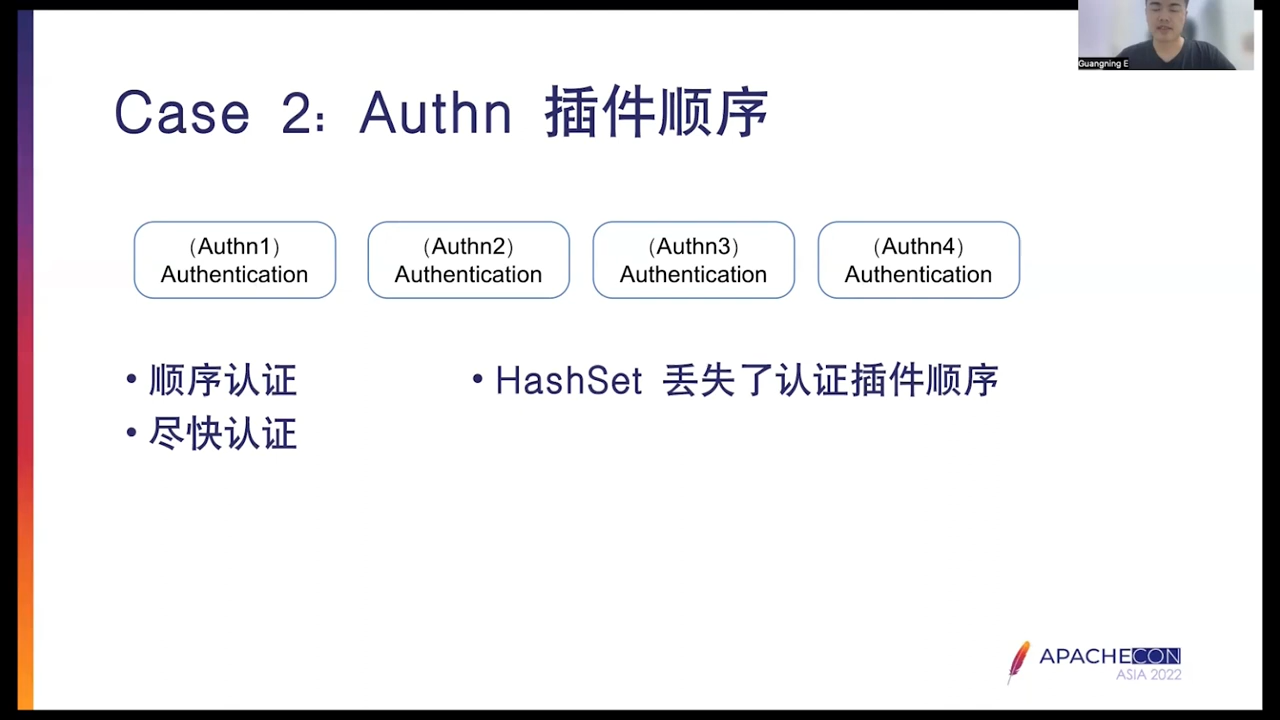 Guangning E
Case 2: Authn 插件顺序
（Authn1）
Authentication
（Authn2）
Authentication
（Authn3）
Authentication
（Authn4）
Authentication
• 顺序认证
• 尽快认证
• HashSet 丢失了认证插件顺序
APACHECON
ASIA 2022